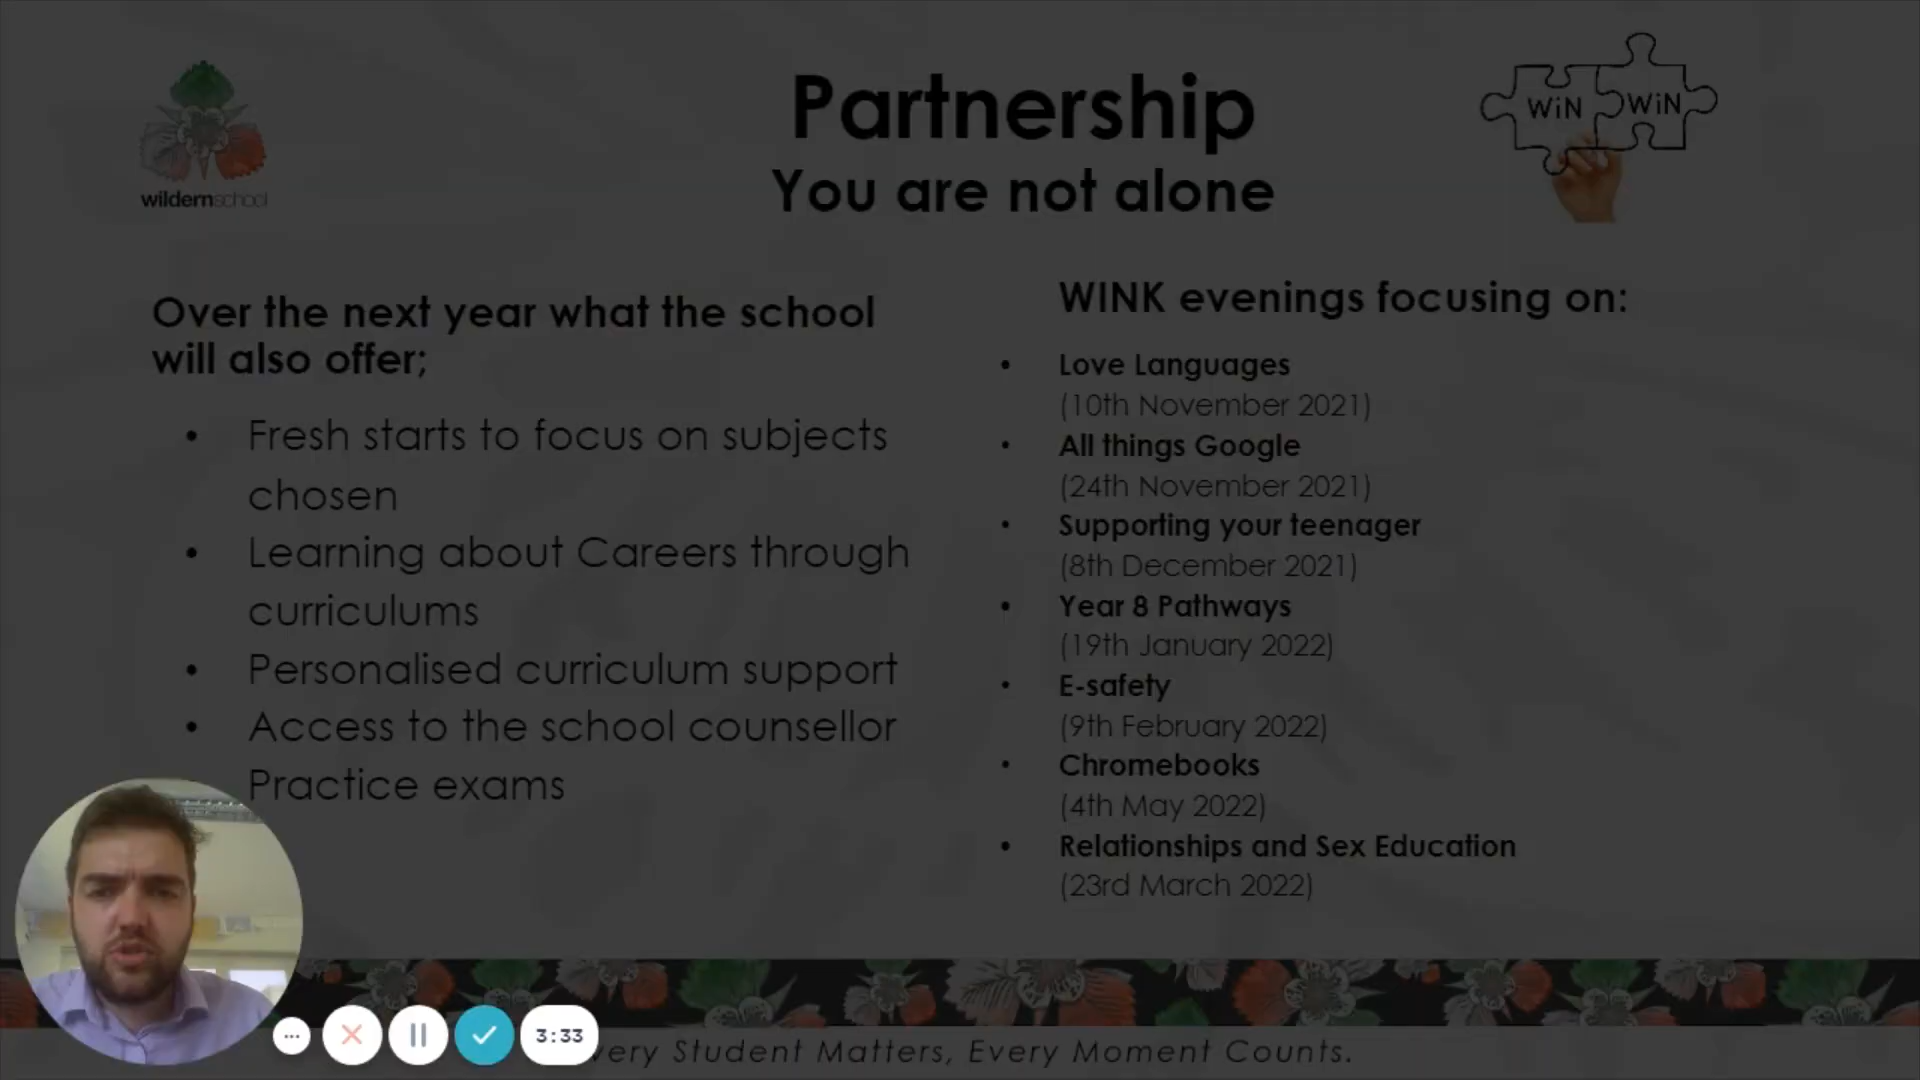 wildernschool
Partnership
You are not alone
WiN WiN
Over the next year what the school
will also offer;
• Fresh starts to focus on subjects
chosen
• Learning about Careers through
curriculums
• Personalised curriculum support
• Access to the school counsellor
Practice exams
WINK evenings focusing on:
• Love Languages
(10th November 2021)
• All things Google
(24th November 2021)
• Supporting your teenager
(8th December 2021)
• Year 8 Pathways
(19th January 2022)
• E-safety
(9th February 2022)
• Chromebooks
(4th May 2022)
• Relationships and Sex Education
(23rd March 2022)
3:33
very Student Matters, Every Moment Counts.